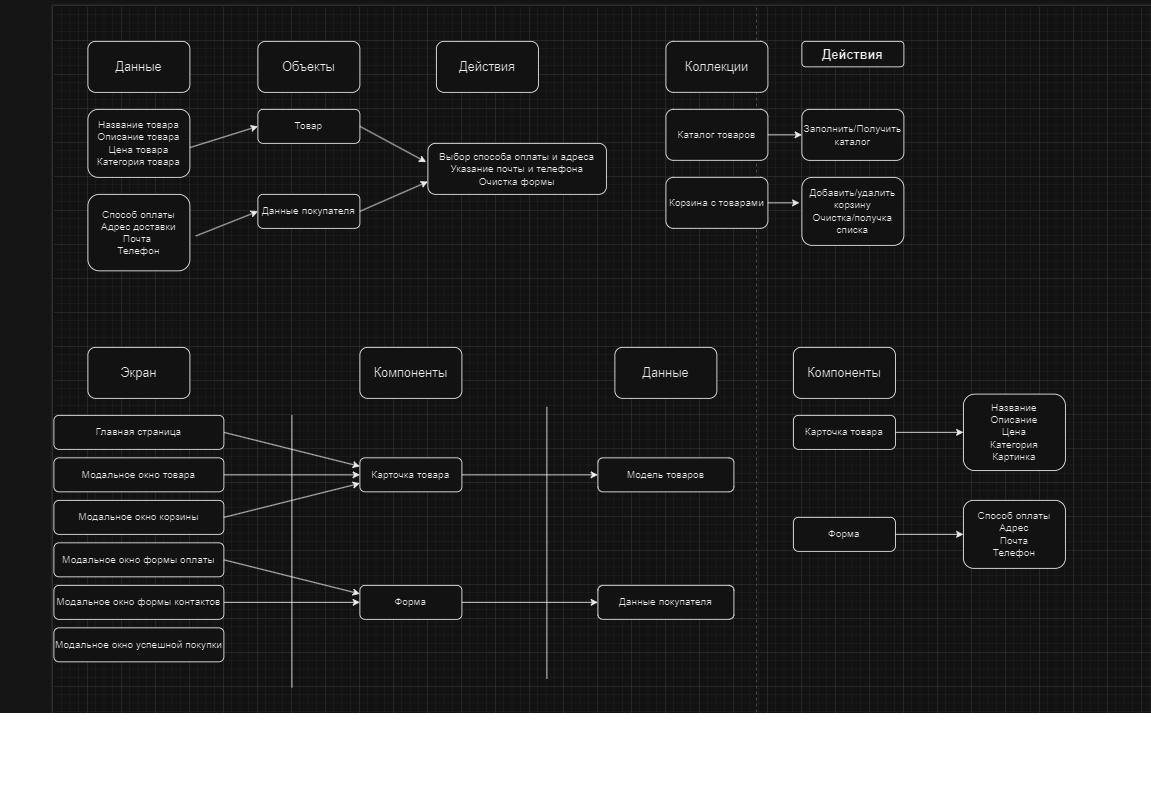 Данные
Объекты
Действия
Коллекции
Действия
Название товара
Описание товара
Цена товара
Категория товара
Товар
Способ оплаты
Адрес доставки
Почта
Телефон
Данные покупателя
Выбор способа оплаты и адреса
Указание почты и телефона
Очистка формы
Каталог товаров
Заполнить/Получить
каталог
Корзина с товарами
Добавить/удалить
корзину
Очистка/получка
списка
Экран
Компоненты
Данные
Компоненты
Главная страница
Модальное окно товара
Модальное окно корзины
Модальное окно формы оплаты
Модальное окно формы контактов
Модальное окно успешной покупки
Карточка товара
Форма
Модель товаров
Данные покупателя
Карточка товара
Название
Описание
Цена
Категория
Картинка
Форма
Способ оплаты
Адрес
Почта
Телефон